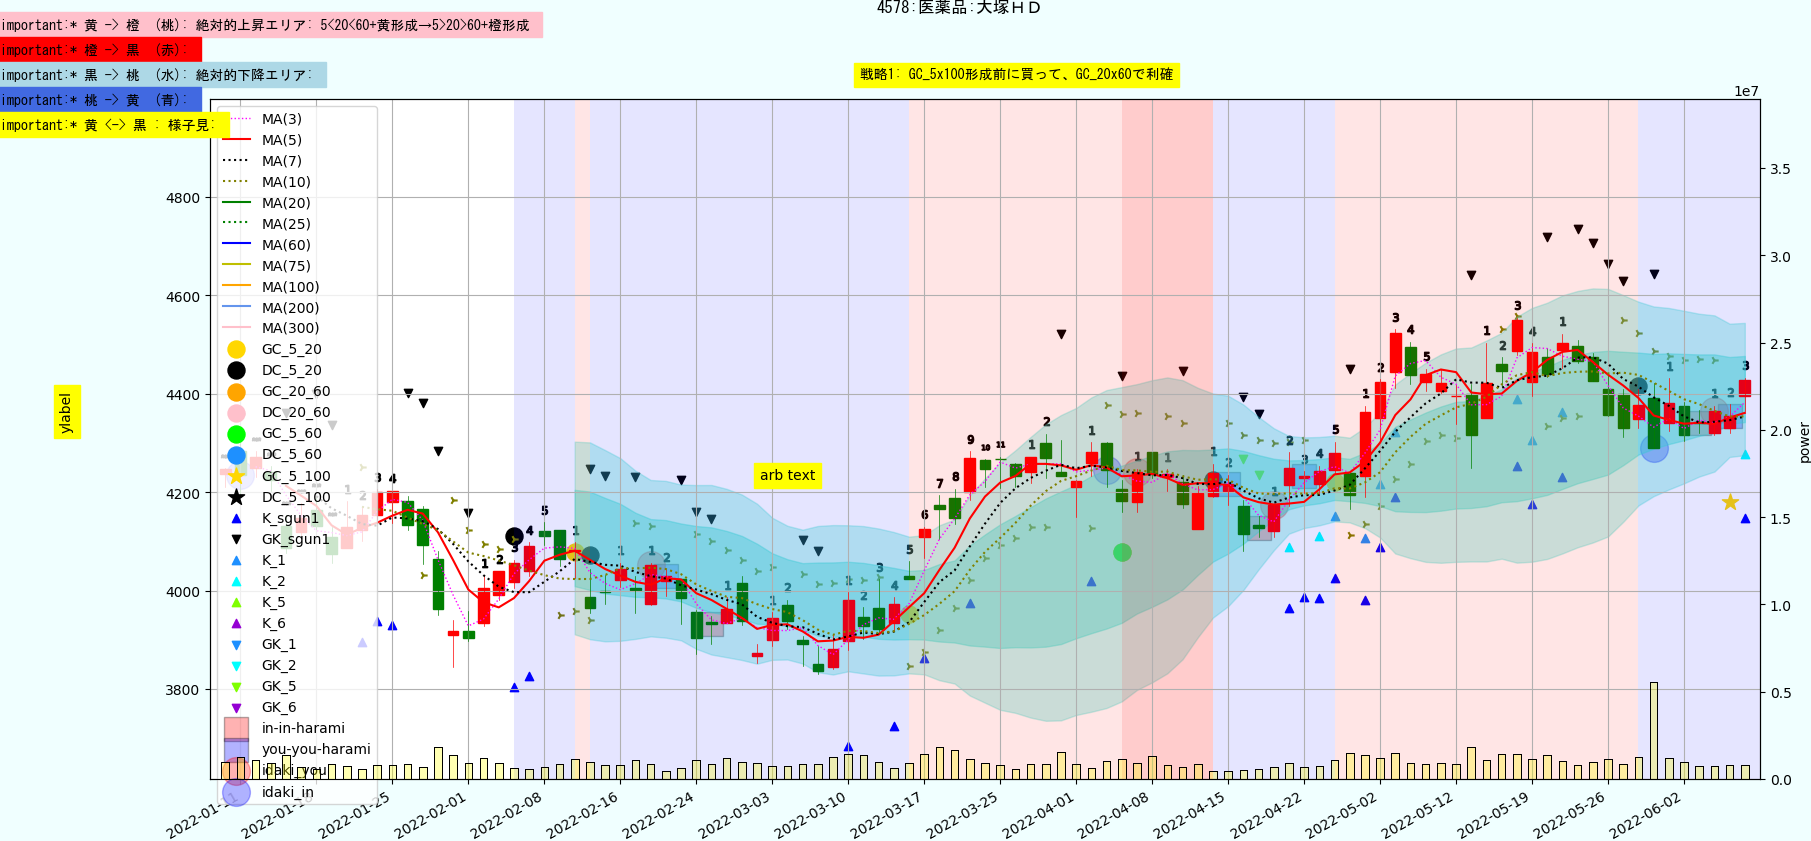 4578:医薬品:大塚ＨＤ
important:* 黄 -> 橙 (桃): 絶対的上昇エリア: 5<20<60+黄形成→5>20>60+橙形成
important:* 橙 -> 黒 (赤):
important:* 黒 -> 桃 (水): 絶対的下降エリア:
important:* 桃 -> 黄 (青):
important:* 黄 <-> 黒 : 様子見:
戦略1: GC_5x100形成前に買って、GC_20x60で利確
1e7
MA(3)
MA(5)
MA(7)
MA(10)
MA(20)
MA(25)
MA(60)
MA(75)
MA(100)
MA(200)
MA(300)
GC_5_20
DC_5_20
GC_20_60
DC_20_60
GC_5_60
DC_5_60
GC_5_100
DC_5_100
K_sgun1
GK_sgun1
K_1
K_2
K_5
K_6
GK_1
GK_2
GK_5
GK_6
in-in-harami
you-you-harami
idaki_you
idaki_in
4800
4600
4400
4200
4000
3800
ylabel
arb text
3.5
3.0
2.5
2.0
1.5
1.0
0.5
0.0
power
2022-01-25
2022-02-01
2022-02-08
2022-02-16
2022-02-24
2022-03-03
2022-03-10
2022-03-17
2022-03-25
2022-04-01
2022-04-08
2022-04-15
2022-04-22
2022-05-02
2022-05-12
2022-05-19
2022-05-26
2022-06-02